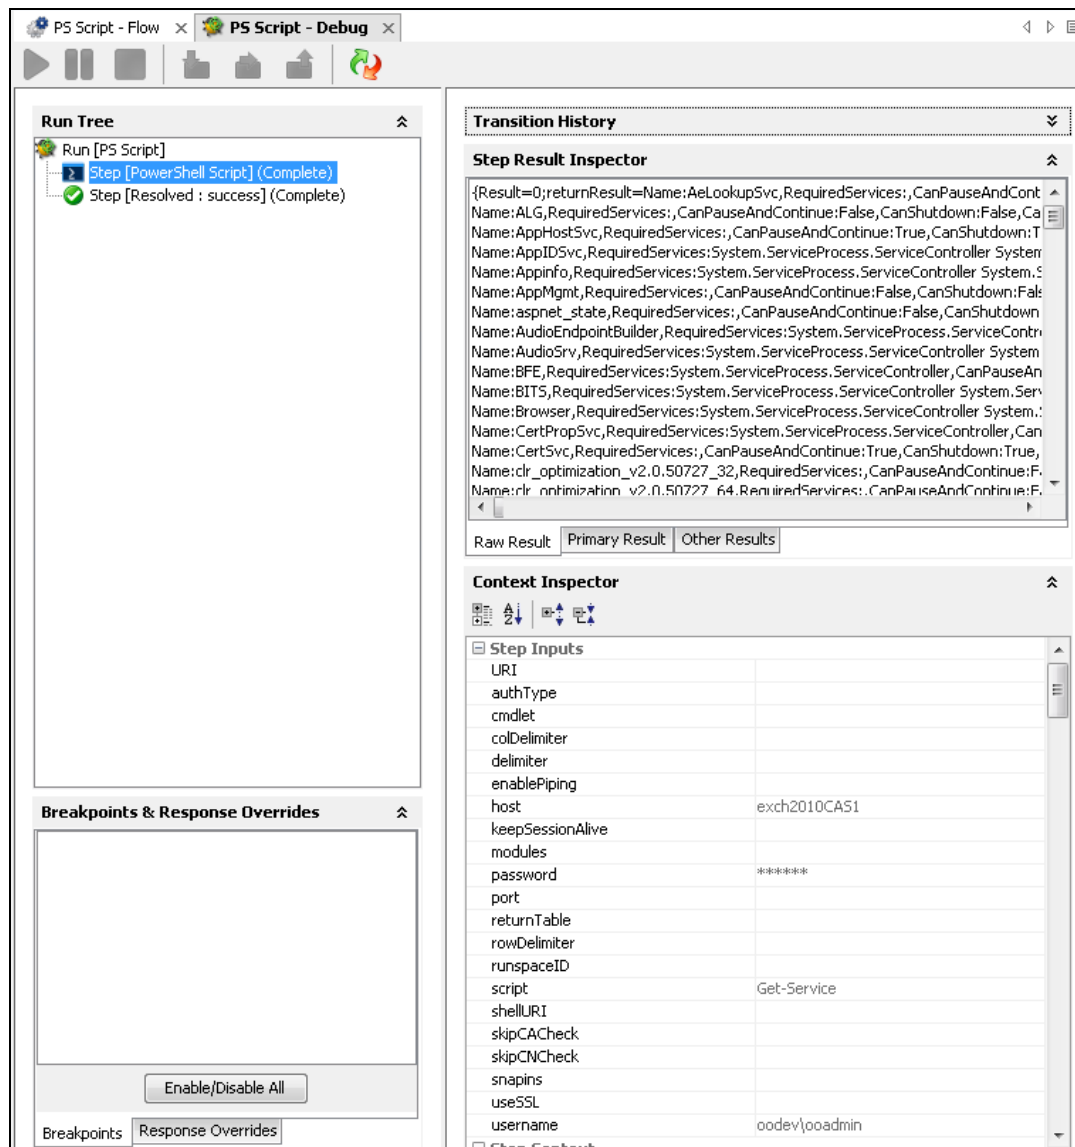 PS Script - Flow
PS Script - Debug
Run Tree
Run [PS Script]
Step [PowerShell Script] (Complete)
Step [Resolved : success] (Complete)
Breakpoints & Response Overrides
Enable/Disable All
Breakpoints
Response Overrides
Transition History
Step Result Inspector
{Result=0;returnResult=Name:AeLookupSvc,RequiredServices:,CanPauseAndCont
Name:ALG,RequiredServices:,CanPauseAndContinue:False,CanShutdown:False,Ca
Name:AppHostSvc,RequiredServices:,CanPauseAndContinue:True,CanShutdown:T
Name:AppIDSvc,RequiredServices:System.ServiceProcess.ServiceController System
Name:Appinfo,RequiredServices:System.ServiceProcess.ServiceController System.S
Name:AppMgmt,RequiredServices:,CanPauseAndContinue:False,CanShutdown:Fals
Name:aspnet_state,RequiredServices:,CanPauseAndContinue:False,CanShutdown
Name:AudioEndpointBuilder,RequiredServices:System.ServiceProcess.ServiceContr
Name:AudioSrv,RequiredServices:System.ServiceProcess.ServiceController System
Name:BFE,RequiredServices:System.ServiceProcess.ServiceController,CanPauseAn
Name:BITS,RequiredServices:System.ServiceProcess.ServiceController System.Serv
Name:Browser,RequiredServices:System.ServiceProcess.ServiceController System.
Name:CertPropSvc,RequiredServices:System.ServiceProcess.ServiceController,Can
Name:CertSvc,RequiredServices:,CanPauseAndContinue:True,CanShutdown:True,
Name:clr_optimization_v2.0.50727_32,RequiredServices:,CanPauseAndContinue:F
Name:clr_optimization_v2.0.50727_64,RequiredServices:,CanPauseAndContinue:F
Raw Result
Primary Result
Other Results
Context Inspector
Step Inputs
URI
authType
cmdlet
colDelimiter
delimiter
enablePiping
host exch2010CAS1
keepSessionAlive
modules
password ******
port
returnTable
rowDelimiter
runspaceID
script Get-Service
shellURI
skipCACheck
skipCNCheck
snapins
useSSL
username oodev\ooadmin
Step Context